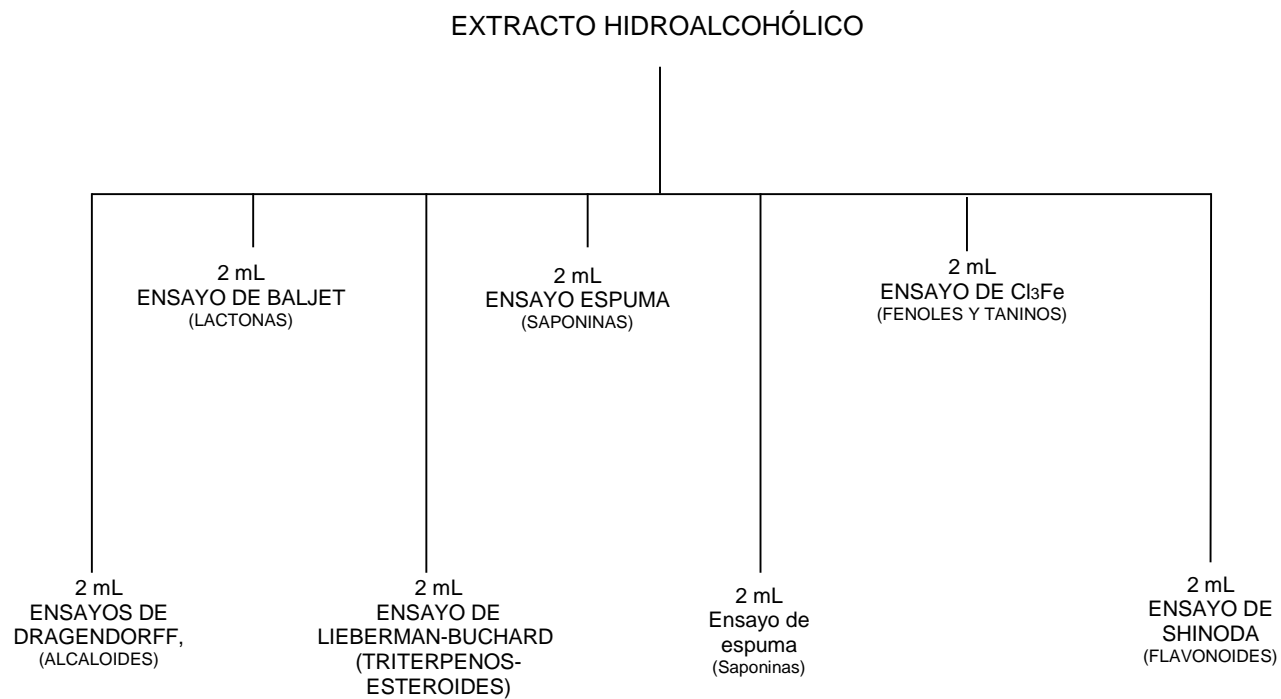 EXTRACTO HIDROALCOHÓLICO
2 mL
ENSAYO DE BALJET
(LACTONAS)
2 mL
ENSAYO ESPUMA
(SAPONINAS)
2 mL
ENSAYO DE Cl3Fe
(FENOLES Y TANINOS)
2 mL
ENSAYOS DE
DRAGENDORFF,
(ALCALOIDES)
2 mL
ENSAYO DE
LIEBERMAN-BUCHARD
(TRITERPENOS-
ESTEROIDES)
2 mL
Ensayo de
espuma
(Saponinas)
2 mL
ENSAYO DE
SHINODA
(FLAVONOIDES)